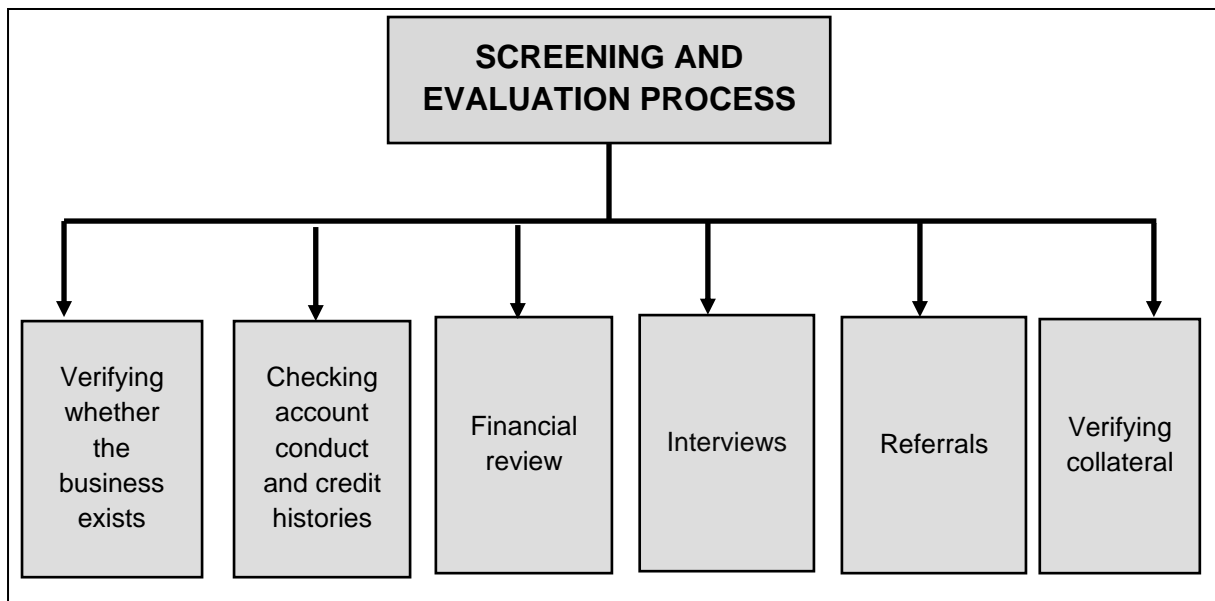 SCREENING AND
EVALUATION PROCESS
Verifying
whether
the
business
exists
Checking
account
conduct
and credit
histories
Financial
review
Interviews
Referrals
Verifying
collateral